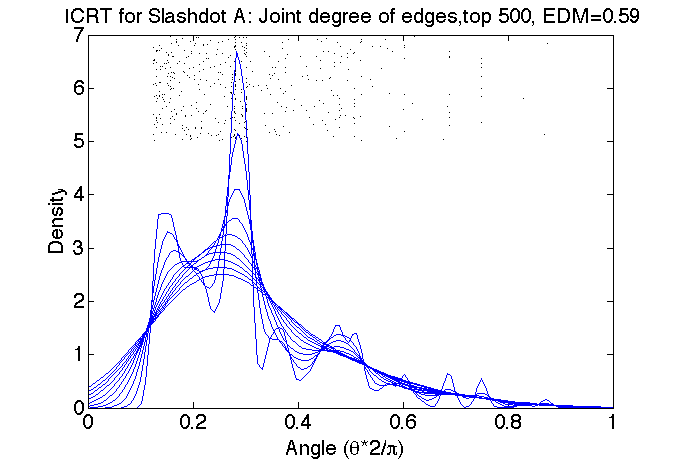 ICRT for Slashdot A: Joint degree of edges,top 500, EDM=0.59
7
6
5
4
3
2
1
0
Density
0 0.2 0.4 0.6 0.8 1
Angle (θ*2/π)